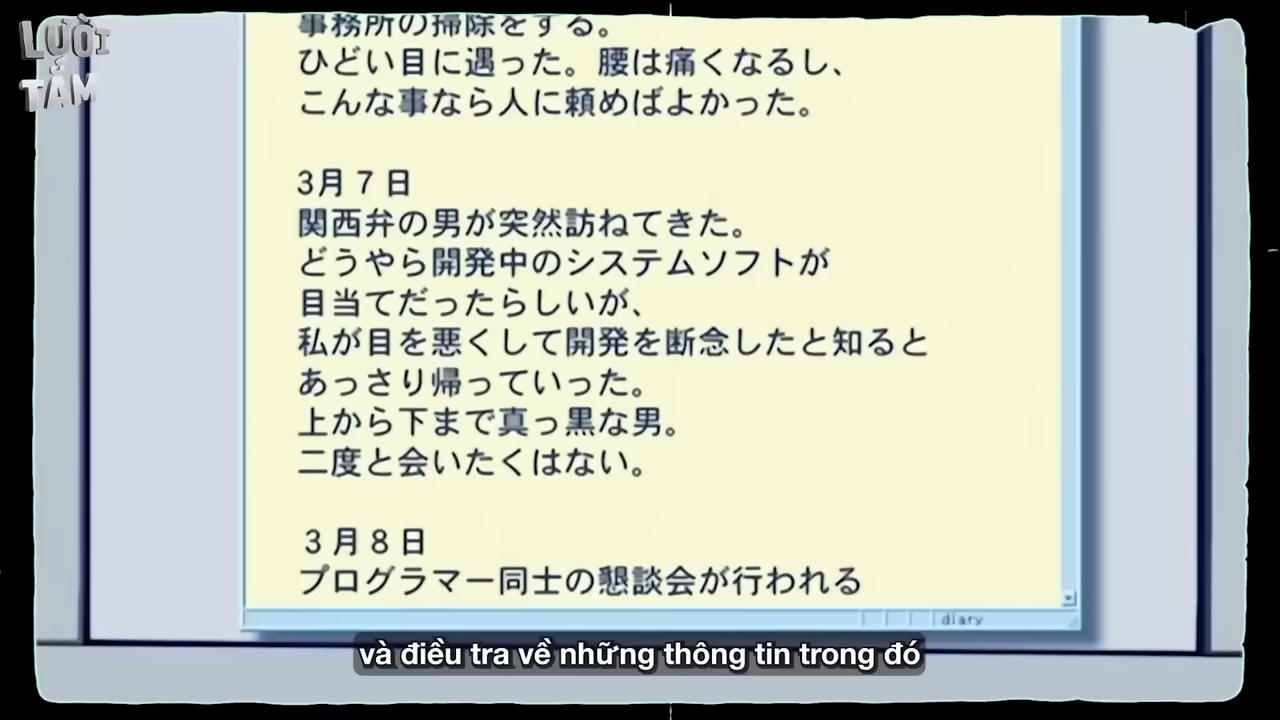 LƯỜI
TẮM
事務所の掃除をする。
ひどい目に遇った。腰は痛くなるし、
こんな事なら人に頼めばよかった。
3月７日
関西弁の男が突然訪ねてきた。
どうやら開発中のシステムソフトが
目当てだったらしいが、
私が目を悪くして開発を断念したと知ると
あっさり帰っていった。
上から下まで真っ黒な男。
二度と会いたくはない。
３月８日
プログラマー同士の懇談会が行われる
diary
và điều tra về những thông tin trong đó